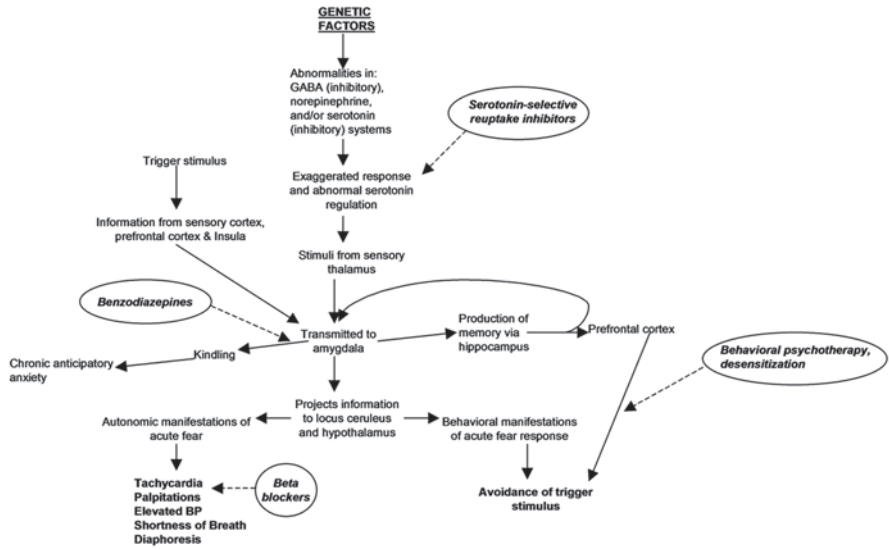 GENETIC
FACTORS
Abnormalities in:
GABA (inhibitory),
norepinephrine,
and/or serotonin
(inhibitory) systems
Serotonin-selective
reuptake inhibitors
Trigger stimulus
Exaggerated response
and abnormal serotonin
regulation
Information from sensory cortex,
prefrontal cortex & Insula
Stimuli from sensory
thalamus
Benzodiazepines
Transmitted to
amygdala
Production of
memory via
hippocampus
Prefrontal cortex
Behavioral psychotherapy,
desensitization
Kindling
Chronic anticipatory
anxiety
Projects information
to locus ceruleus
and hypothalamus
Autonomic manifestations of
acute fear
Behavioral manifestations
of acute fear response
Tachycardia
Palpitations
Elevated BP
Shortness of Breath
Diaphoresis
Beta
blockers
Avoidance of trigger
stimulus